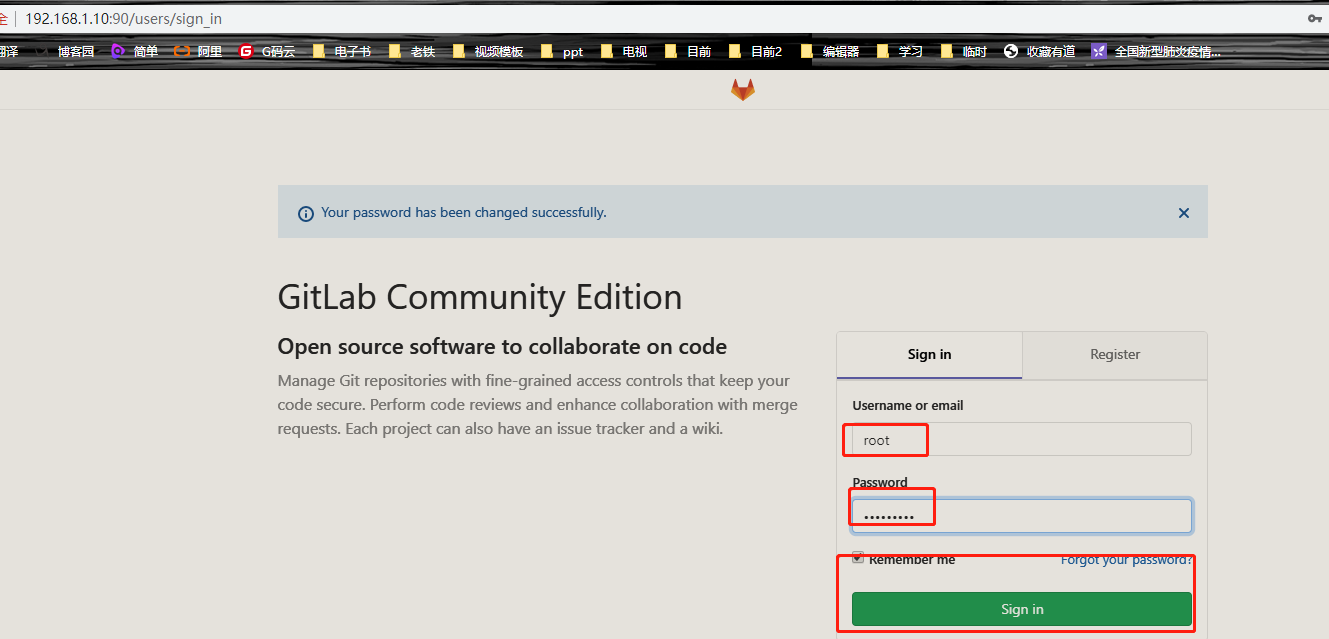 全 192.168.1.10:90/users/sign_in
翻译 博客园 简单 阿里 G码云 电子书 老铁 视频模板 ppt 电视 目前 目前2 编辑器 学习 临时 收藏有道 全国新型肺炎疫情...
Your password has been changed successfully.
GitLab Community Edition
Open source software to collaborate on code
Manage Git repositories with fine-grained access controls that keep your
code secure. Perform code reviews and enhance collaboration with merge
requests. Each project can also have an issue tracker and a wiki.
Sign in Register
Username or email
root
Password
Remember me Forgot your password?
Sign in